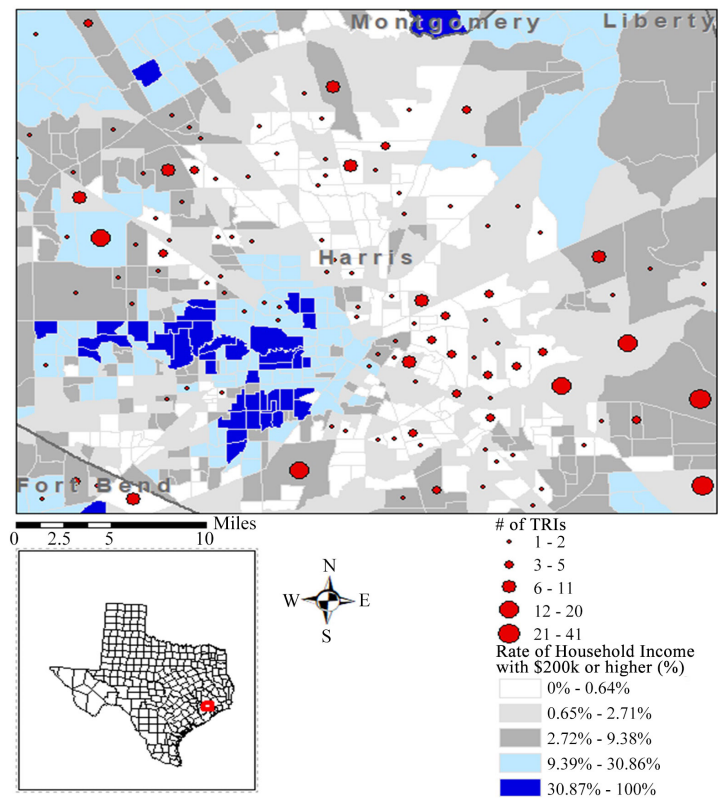 Montgomery
Liberty
Harris
Fort Bend
Miles
0 2.5 5 10
N
W E
S
# of TRIs
1 - 2
3 - 5
6 - 11
12 - 20
21 - 41
Rate of Household Income
with $200k or higher (%)
0% - 0.64%
0.65% - 2.71%
2.72% - 9.38%
9.39% - 30.86%
30.87% - 100%